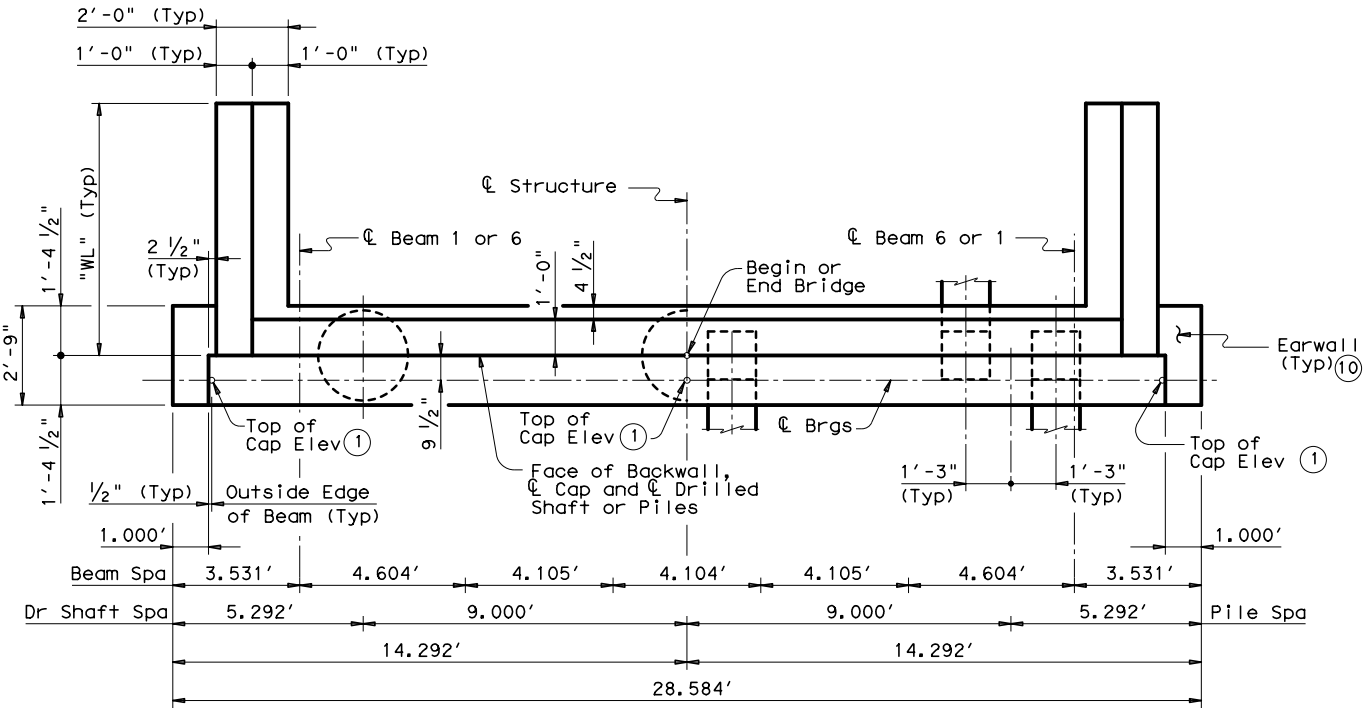 2'-0" (Typ)
1'-0" (Typ)
1'-0" (Typ)
"WL" (Typ)
1'-4 1/2"
2'-9"
1'-4 1/2"
2 1/2"
(Typ)
℄ Beam 1 or 6
℄ Structure
1'-0"
4 1/2"
℄ Beam 6 or 1
Begin or
End Bridge
Earwall
(Typ) 10
Top of
Cap Elev 1
9 1/2"
Top of
Cap Elev 1
℄ Brgs
Top of
Cap Elev 1
Face of Backwall,
℄ Cap and ℄ Drilled
Shaft or Piles
1'-3"
(Typ)
1'-3"
(Typ)
1/2" (Typ)
Outside Edge
of Beam (Typ)
1.000'
1.000'
Beam Spa 3.531' 4.604' 4.105' 4.104' 4.105' 4.604' 3.531'
Dr Shaft Spa 5.292' 9.000' 9.000' 5.292' Pile Spa
14.292' 14.292'
28.584'